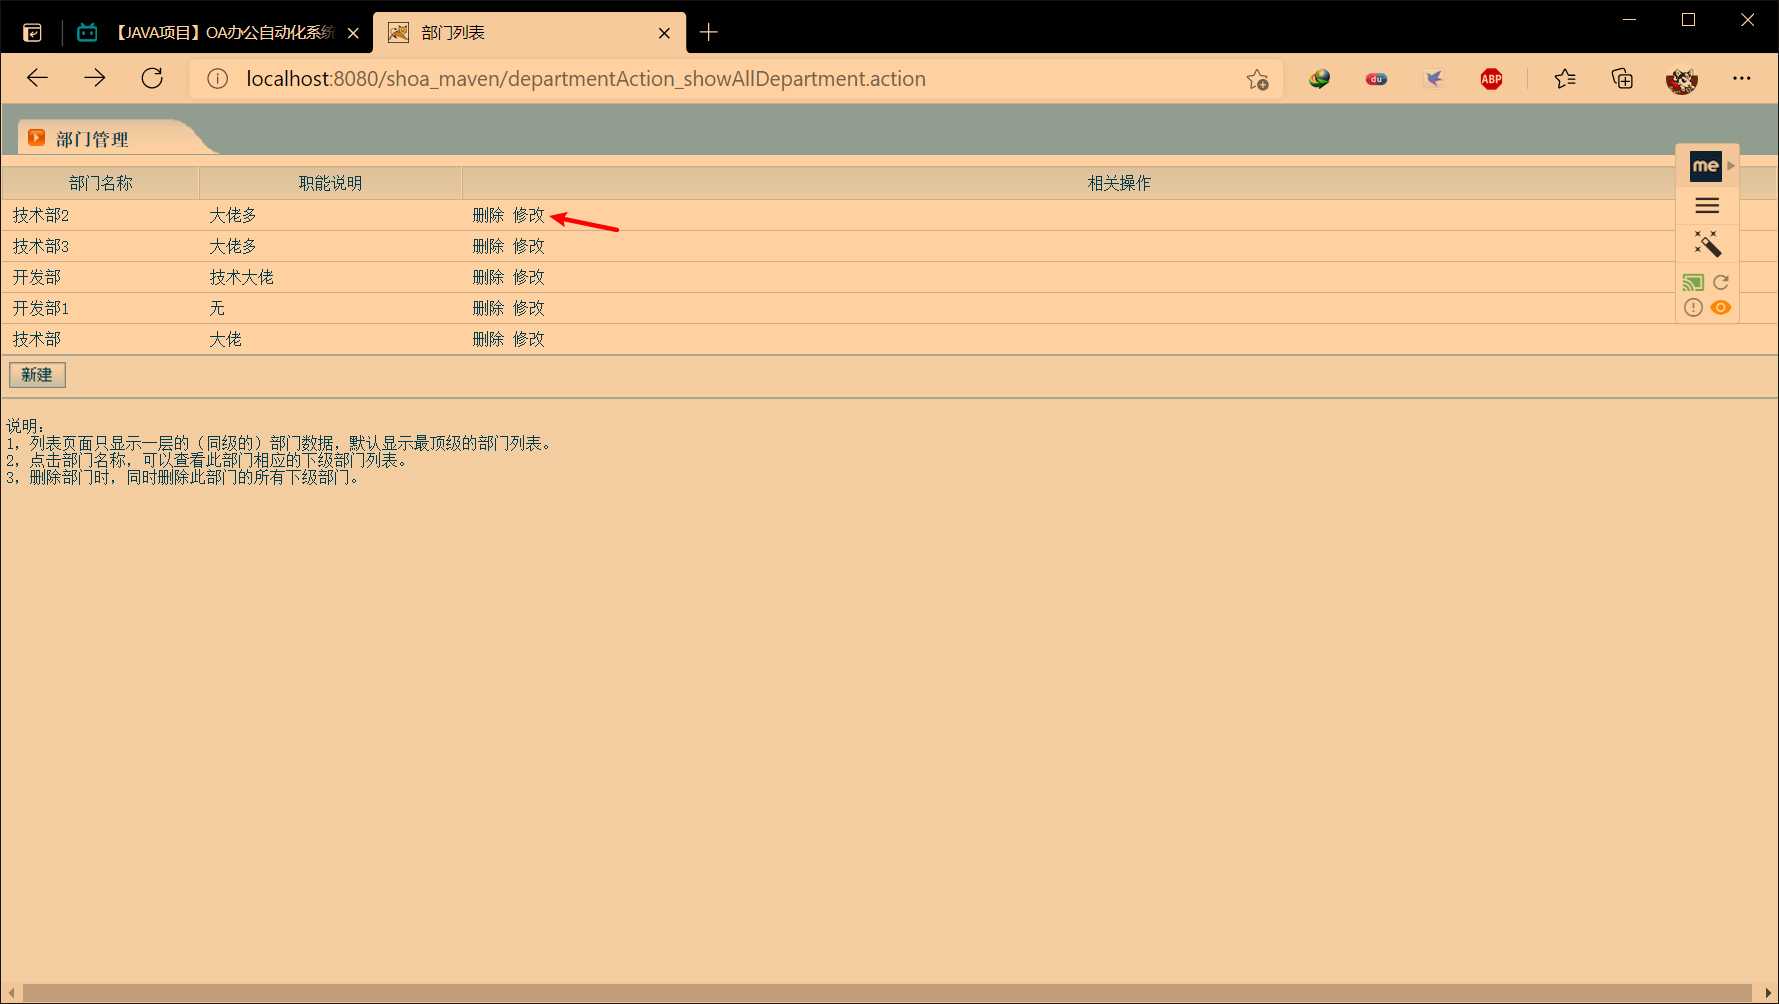 【JAVA项目】OA办公自动化系统
部门列表
localhost:8080/shoa_maven/departmentAction_showAllDepartment.action
du
ABP
部门管理
me
部门名称 职能说明 相关操作
技术部2 大佬多 删除 修改
技术部3 大佬多 删除 修改
开发部 技术大佬 删除 修改
开发部1 无 删除 修改
技术部 大佬 删除 修改
新建
说明：
1，列表页面只显示一层的（同级的）部门数据，默认显示最顶级的部门列表。
2，点击部门名称，可以查看此部门相应的下级部门列表。
3，删除部门时，同时删除此部门的所有下级部门。